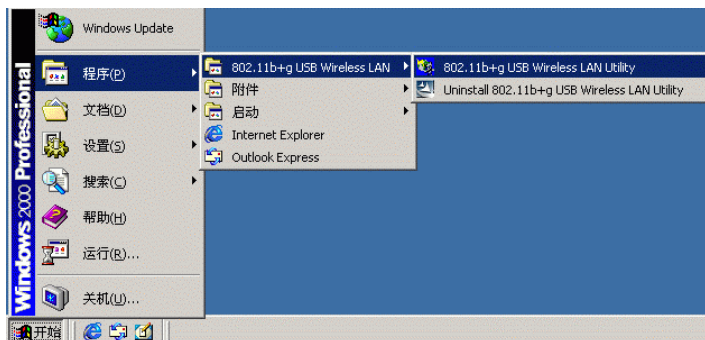 Windows 2000 Professional
Windows Update
程序(P)
文档(D)
设置(S)
搜索(C)
帮助(H)
运行(R)...
关机(U)...
开始
802.11b+g USB Wireless LAN
附件
启动
Internet Explorer
Outlook Express
802.11b+g USB Wireless LAN Utility
Uninstall 802.11b+g USB Wireless LAN Utility